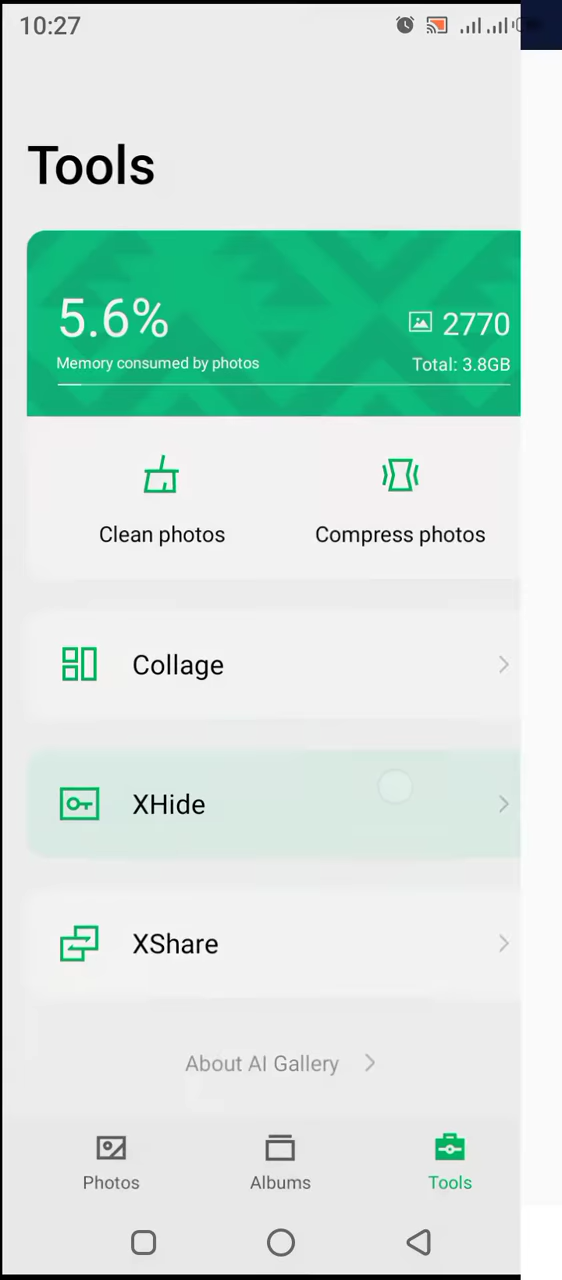 10:27
Tools
5.6%
2770
Memory consumed by photos
Total: 3.8GB
Clean photos
Compress photos
Collage
XHide
XShare
About AI Gallery
Photos
Albums
Tools